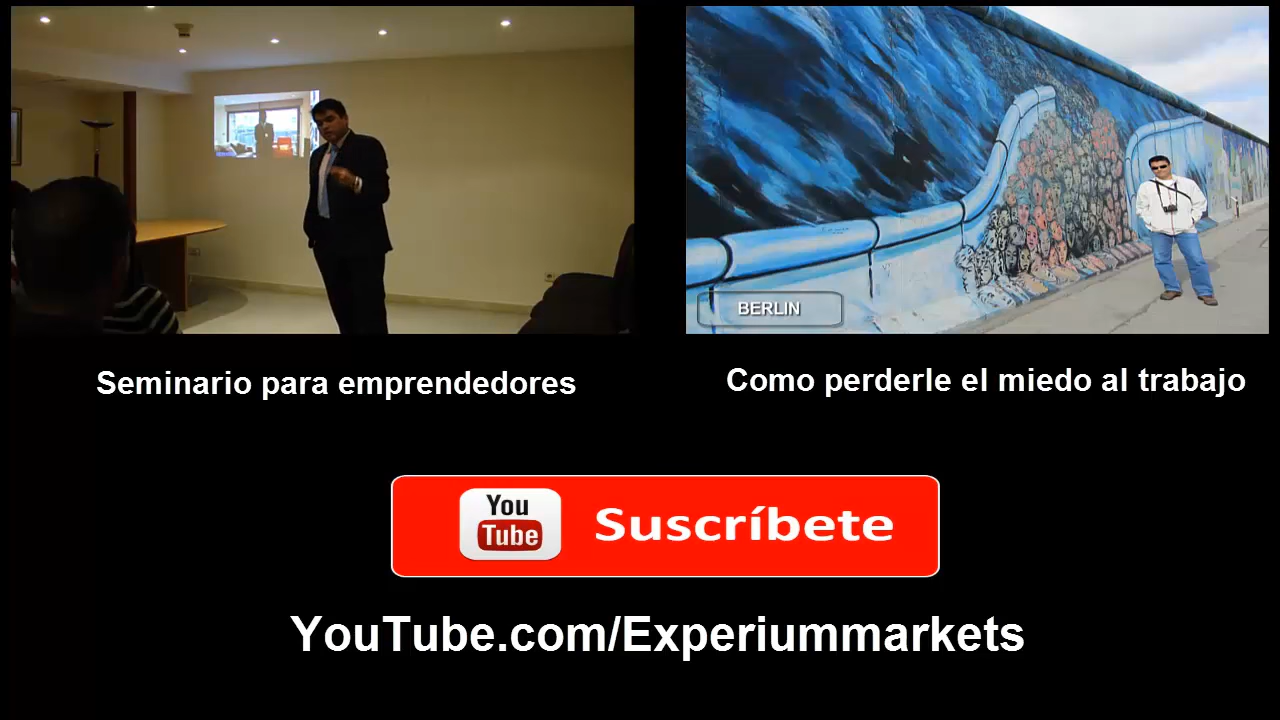 BERLIN
Seminario para emprendedores
Como perderle el miedo al trabajo
You
Tube
Suscríbete
YouTube.com/Experiummarkets